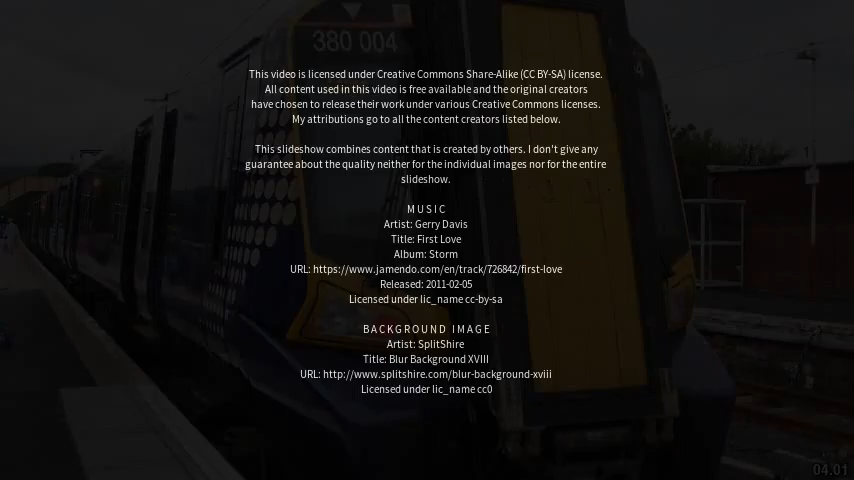 380 004
This video is licensed under Creative Commons Share-Alike (CC BY-SA) license.
All content used in this video is free available and the original creators
have chosen to release their work under various Creative Commons licenses.
My attributions go to all the content creators listed below.
This slideshow combines content that is created by others. I don't give any
guarantee about the quality neither for the individual images nor for the entire
slideshow.
MUSIC
Artist: Gerry Davis
Title: First Love
Album: Storm
URL: https://www.jamendo.com/en/track/726842/first-love
Released: 2011-02-05
Licensed under lic_name cc-by-sa
BACKGROUND IMAGE
Artist: SplitShire
Title: Blur Background XVIII
URL: http://www.splitshire.com/blur-background-xviii
Licensed under lic_name cc0
04.01